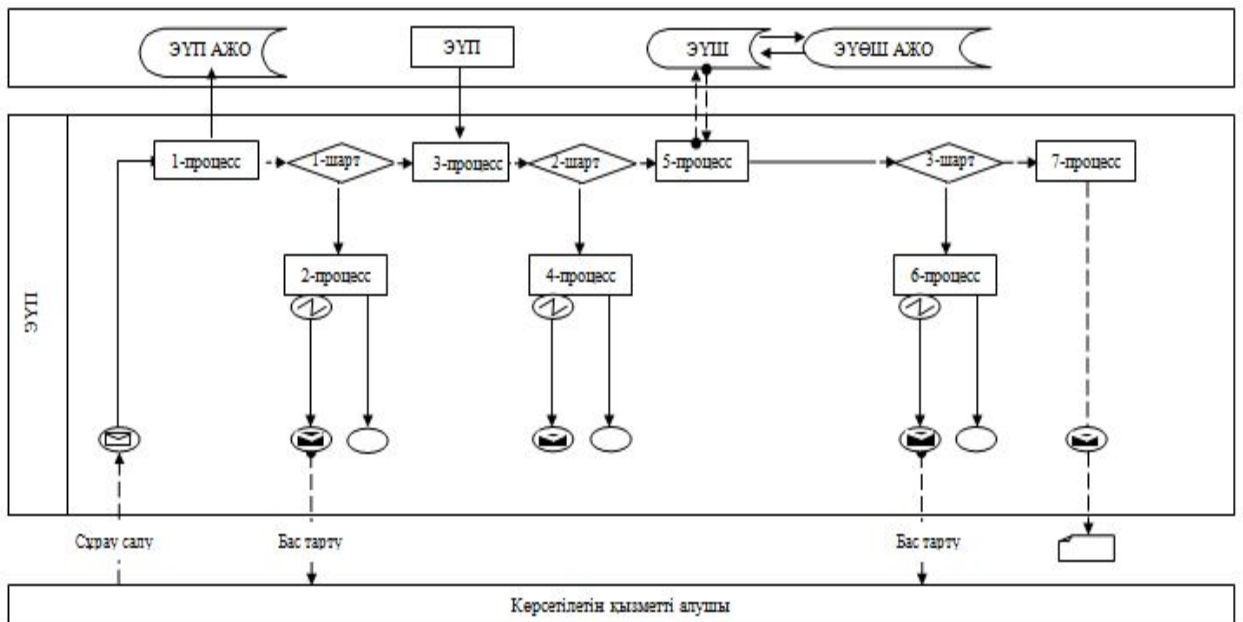 ЭҮП АЖО
ЭҮП
ЭҮШ
ЭҮӨШ АЖО
ЭҮП
1-процесс
1-шарт
3-процесс
2-шарт
5-процесс
3-шарт
7-процесс
2-процесс
4-процесс
6-процесс
Сұрау салу
Бас тарту
Бас тарту
Көрсетілетін қызметті алушы